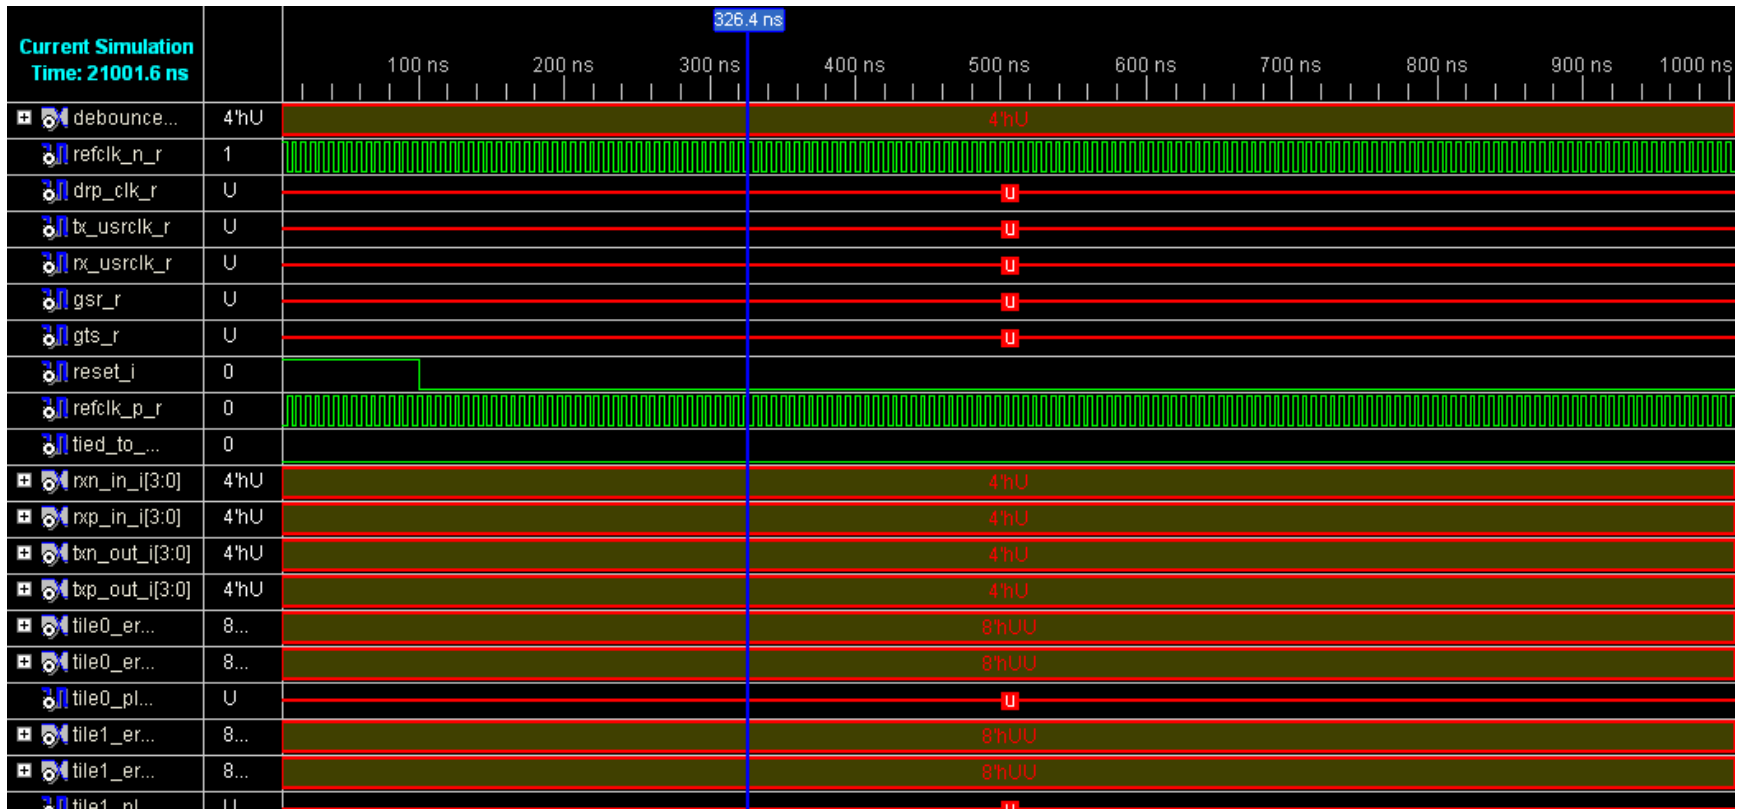 326.4 ns
Current Simulation
Time: 21001.6 ns
100 ns 200 ns 300 ns 400 ns 500 ns 600 ns 700 ns 800 ns 900 ns 1000 ns
debounce... 4'hU 4'hU
refclk_n_r 1
drp_clk_r U U
tx_usrclk_r U U
rx_usrclk_r U U
gsr_r U U
gts_r U U
reset_i 0
refclk_p_r 0
tied_to_... 0
rxn_in_i[3:0] 4'hU 4'hU
rxp_in_i[3:0] 4'hU 4'hU
txn_out_i[3:0] 4'hU 4'hU
txp_out_i[3:0] 4'hU 4'hU
tile0_er... 8... 8'hUU
tile0_er... 8... 8'hUU
tile0_pl... U U
tile1_er... 8... 8'hUU
tile1_er... 8... 8'hUU
tile1_pl U U